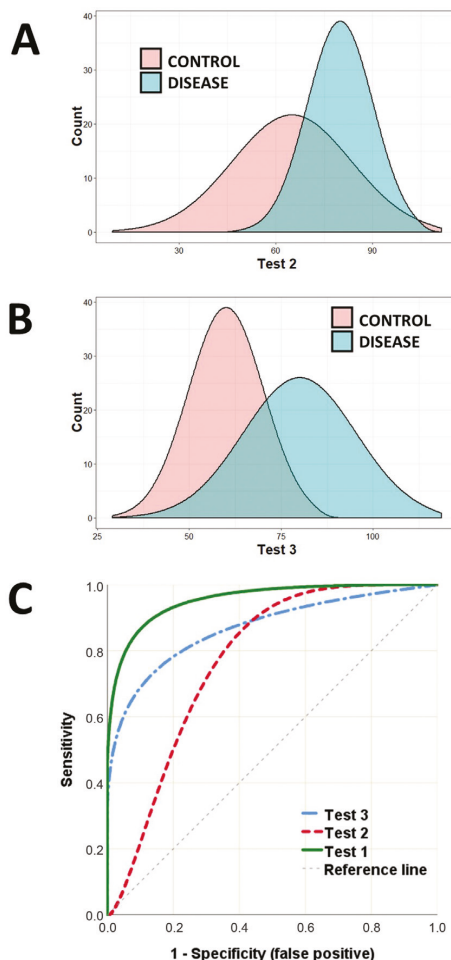 A
40
30
20
10
0
Count
CONTROL
DISEASE
30
60
90
Test 2
B
40
30
20
10
0
Count
CONTROL
DISEASE
25
50
75
100
Test 3
C
1.0
0.8
0.6
0.4
0.2
0.0
Sensitivity
Test 3
Test 2
Test 1
Reference line
0.0
0.2
0.4
0.6
0.8
1.0
1 - Specificity (false positive)